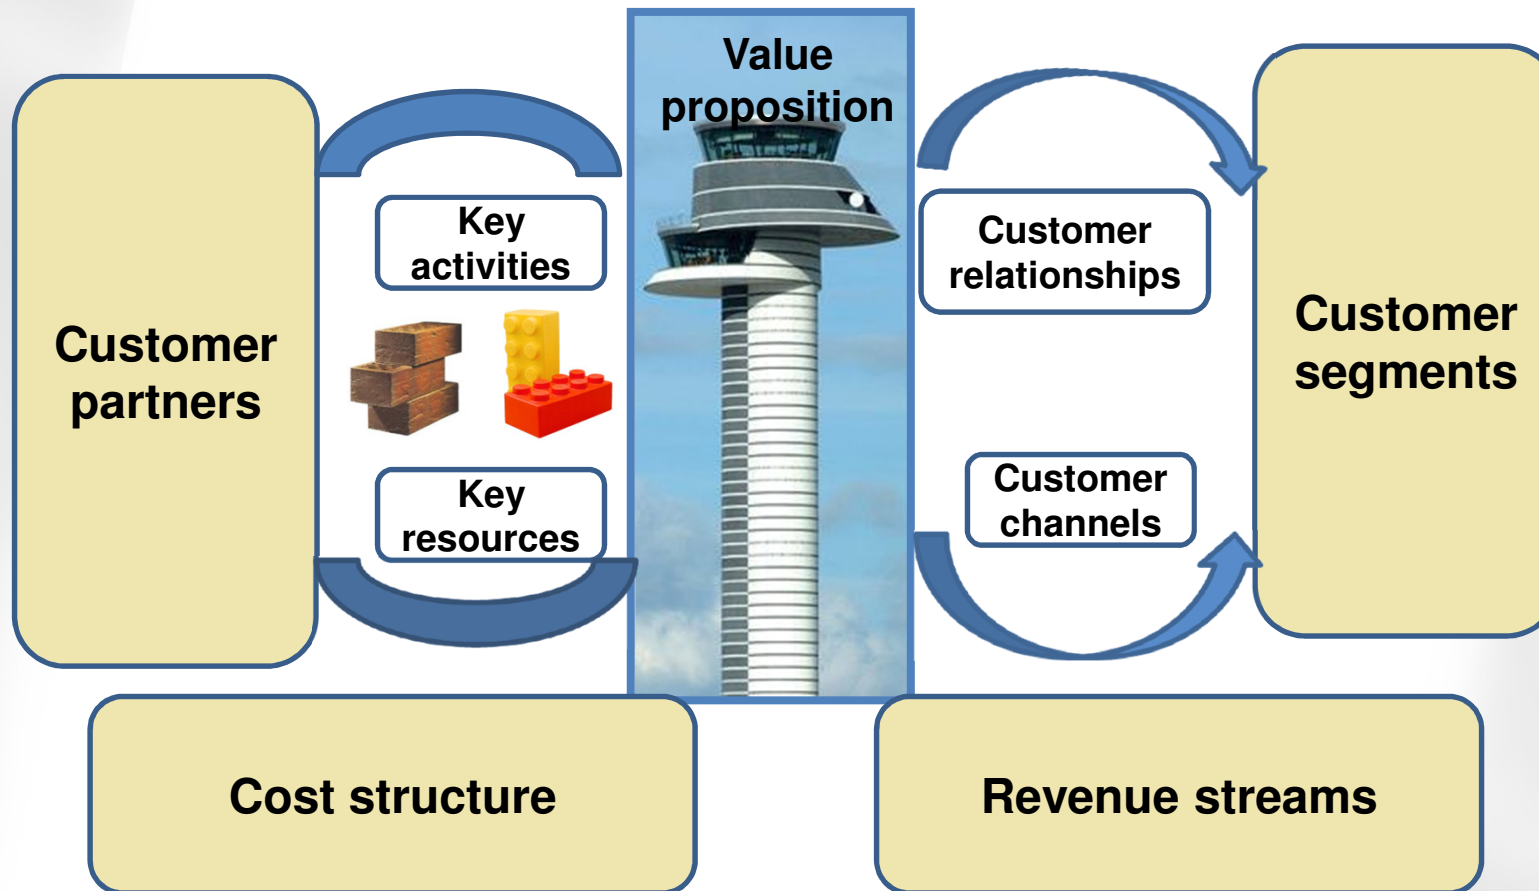 Value
proposition
Customer
partners
Key
activities
Key
resources
Customer
relationships
Customer
channels
Customer
segments
Cost structure
Revenue streams